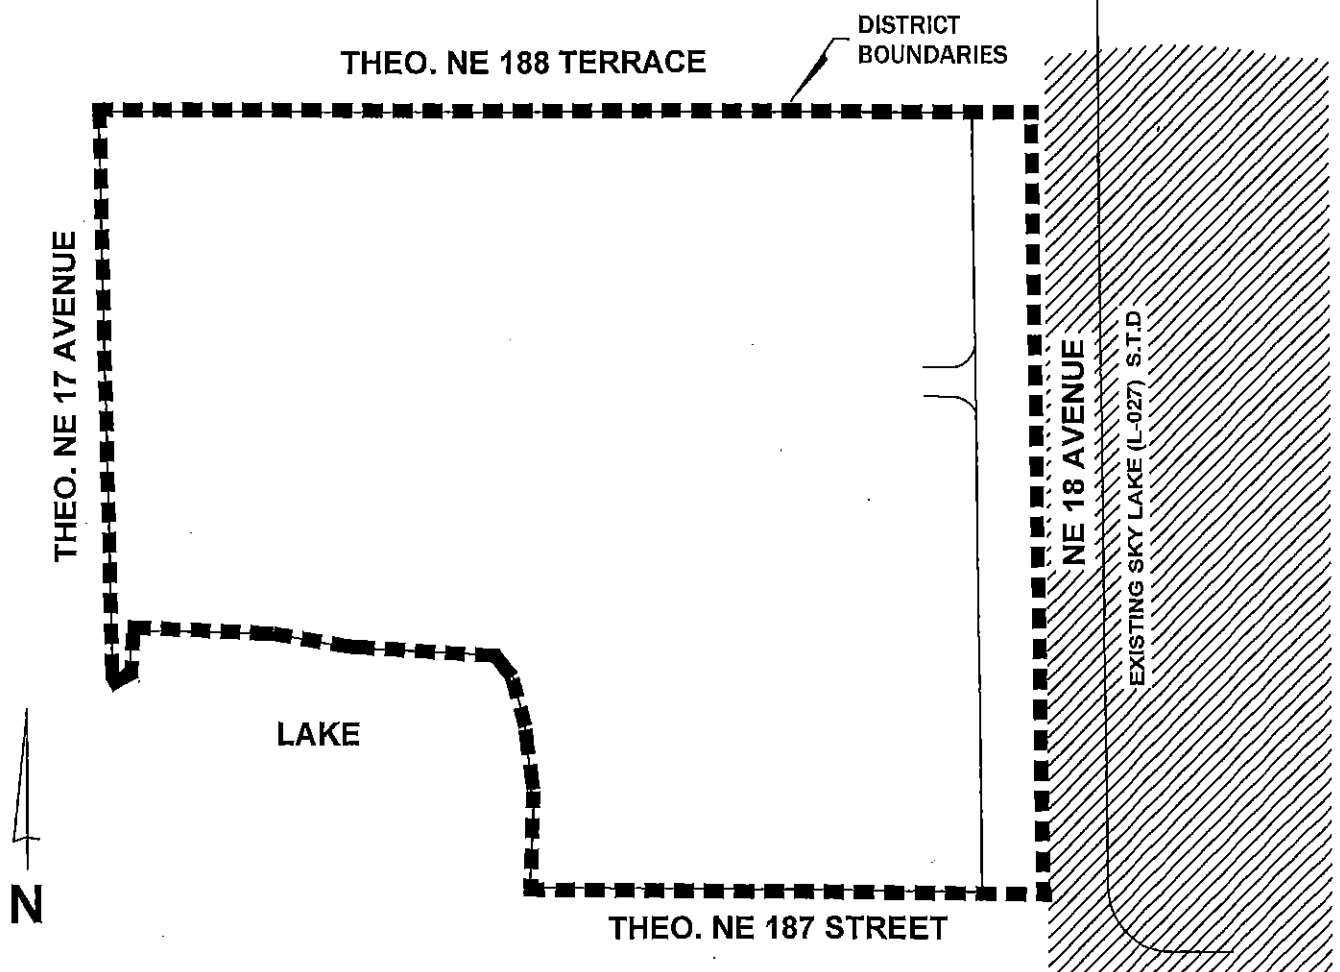 DISTRICT
BOUNDARIES
THEO. NE 188 TERRACE
THEO. NE 17 AVENUE
NE 18 AVENUE
EXISTING SKY LAKE (L-027) S.T.D
LAKE
N
THEO. NE 187 STREET